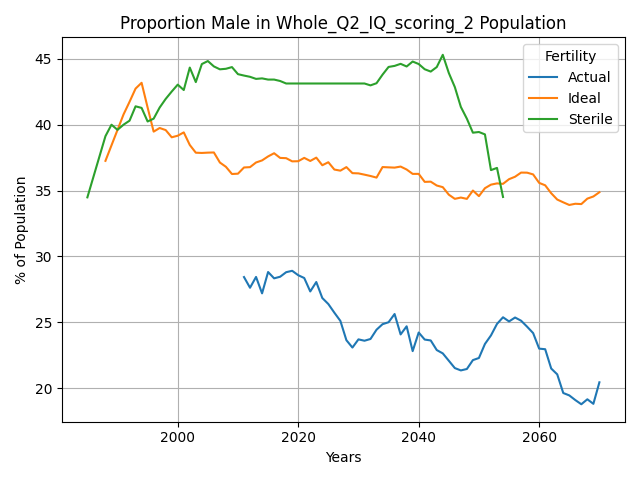 Proportion Male in Whole_Q2_IQ_scoring_2 Population
% of Population
45
40
35
30
25
20
Fertility
Actual
Ideal
Sterile
2000
2020
2040
2060
Years